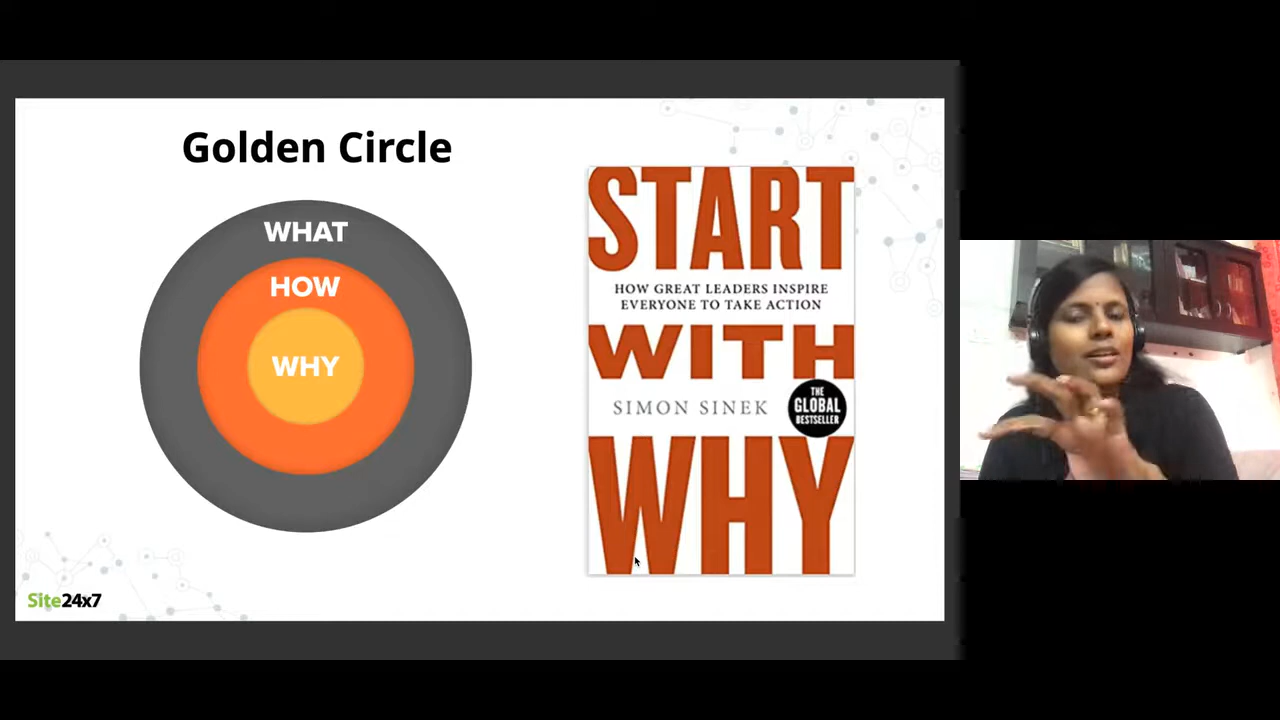 Golden Circle
WHAT
HOW
WHY
START
HOW GREAT LEADERS INSPIRE
EVERYONE TO TAKE ACTION
WITH
SIMON SINEK
THE
GLOBAL
BESTSELLER
WHY
Site24x7